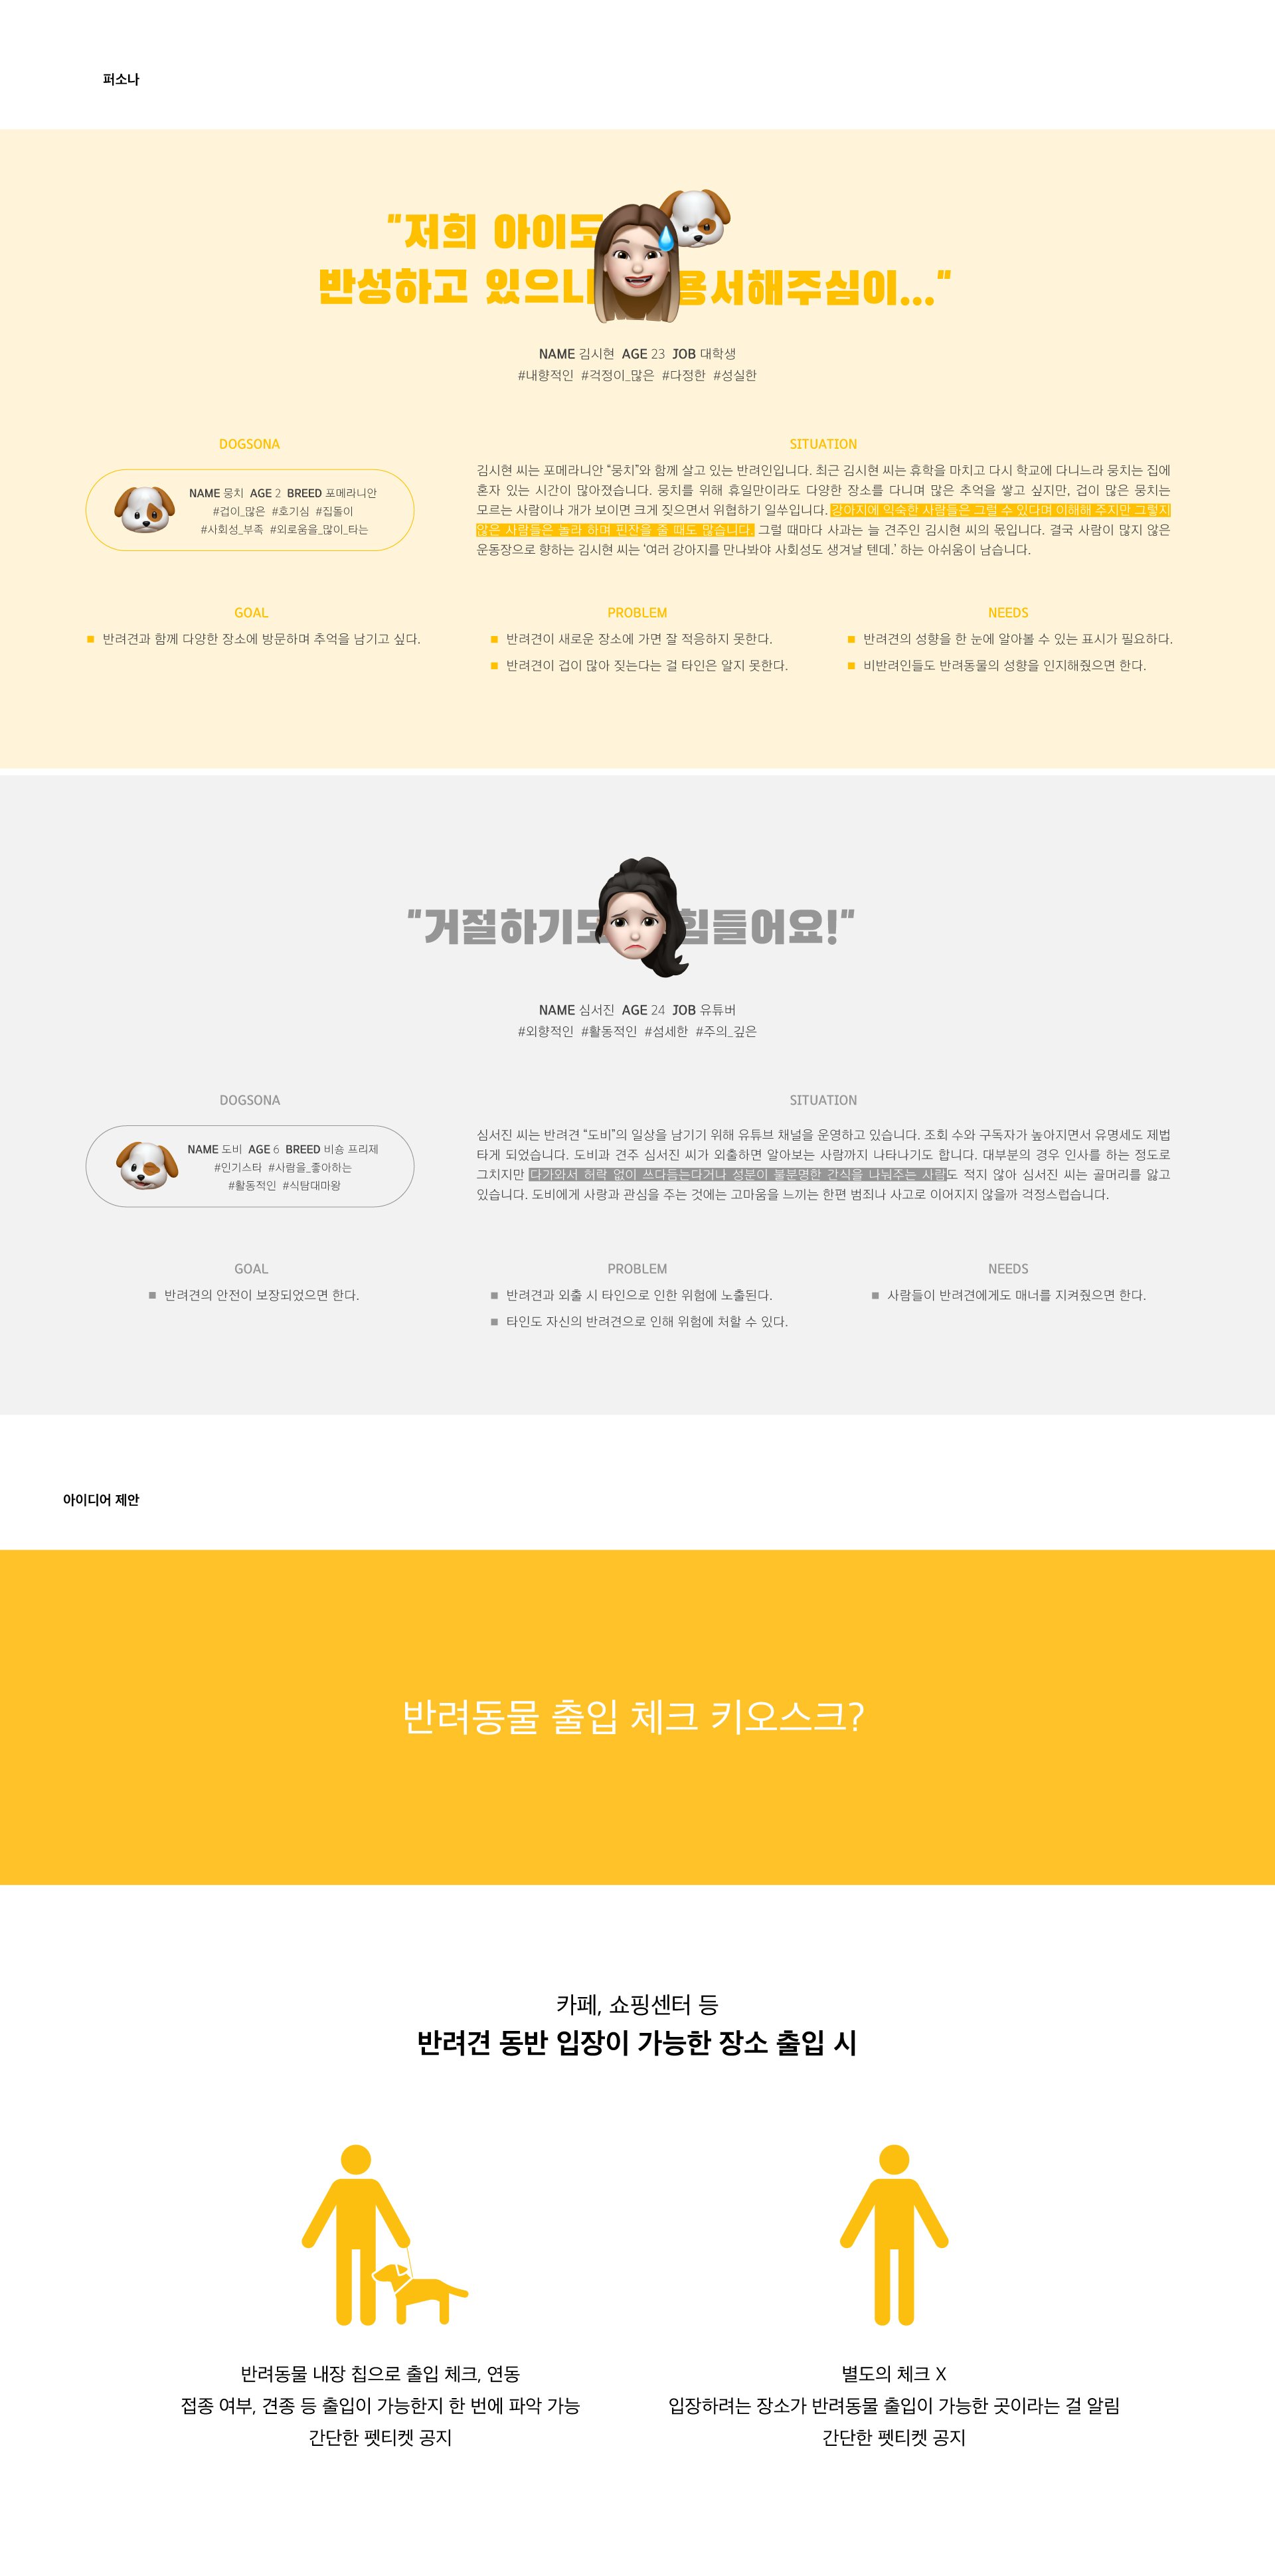 퍼소나
"저희 아이도
반성하고 있으니 용서해주심이..."
NAME 김시현 AGE 23 JOB 대학생
#내향적인 #걱정이_많은 #다정한 #성실한
DOGSONA
NAME 뭉치 AGE 2 BREED 포메라니안
#겁이_많은 #호기심 #집돌이
#사회성_부족 #외로움을_많이_타는
SITUATION
김시현 씨는 포메라니안 “뭉치”와 함께 살고 있는 반려인입니다. 최근 김시현 씨는 휴학을 마치고 다시 학교에 다니느라 뭉치는 집에
혼자 있는 시간이 많아졌습니다. 뭉치를 위해 휴일만이라도 다양한 장소를 다니며 많은 추억을 쌓고 싶지만, 겁이 많은 뭉치는
모르는 사람이나 개가 보이면 크게 짖으면서 위협하기 일쑤입니다. 강아지에 익숙한 사람들은 그럴 수 있다며 이해해 주지만 그렇지
않은 사람들은 놀라 하며 핀잔을 줄 때도 많습니다. 그럴 때마다 사과는 늘 견주인 김시현 씨의 몫입니다. 결국 사람이 많지 않은
운동장으로 향하는 김시현 씨는 ‘여러 강아지를 만나봐야 사회성도 생겨날 텐데.’ 하는 아쉬움이 남습니다.
GOAL
반려견과 함께 다양한 장소에 방문하며 추억을 남기고 싶다.
PROBLEM
반려견이 새로운 장소에 가면 잘 적응하지 못한다.
반려견이 겁이 많아 짖는다는 걸 타인은 알지 못한다.
NEEDS
반려견의 성향을 한 눈에 알아볼 수 있는 표시가 필요하다.
비반려인들도 반려동물의 성향을 인지해줬으면 한다.
"거절하기도 힘들어요!"
NAME 심서진 AGE 24 JOB 유튜버
#외향적인 #활동적인 #섬세한 #주의_깊은
DOGSONA
NAME 도비 AGE 6 BREED 비숑 프리제
#인기스타 #사람을_좋아하는
#활동적인 #식탐대마왕
SITUATION
심서진 씨는 반려견 “도비”의 일상을 남기기 위해 유튜브 채널을 운영하고 있습니다. 조회 수와 구독자가 높아지면서 유명세도 제법
타게 되었습니다. 도비과 견주 심서진 씨가 외출하면 알아보는 사람까지 나타나기도 합니다. 대부분의 경우 인사를 하는 정도로
그치지만 다가와서 허락 없이 쓰다듬는다거나 성분이 불분명한 간식을 나눠주는 사람도 적지 않아 심서진 씨는 골머리를 앓고
있습니다. 도비에게 사랑과 관심을 주는 것에는 고마움을 느끼는 한편 범죄나 사고로 이어지지 않을까 걱정스럽습니다.
GOAL
반려견의 안전이 보장되었으면 한다.
PROBLEM
반려견과 외출 시 타인으로 인한 위험에 노출된다.
타인도 자신의 반려견으로 인해 위험에 처할 수 있다.
NEEDS
사람들이 반려견에게도 매너를 지켜줬으면 한다.
아이디어 제안
반려동물 출입 체크 키오스크?
카페, 쇼핑센터 등
반려견 동반 입장이 가능한 장소 출입 시
반려동물 내장 칩으로 출입 체크, 연동
접종 여부, 견종 등 출입이 가능한지 한 번에 파악 가능
간단한 펫티켓 공지
별도의 체크 X
입장하려는 장소가 반려동물 출입이 가능한 곳이라는 걸 알림
간단한 펫티켓 공지